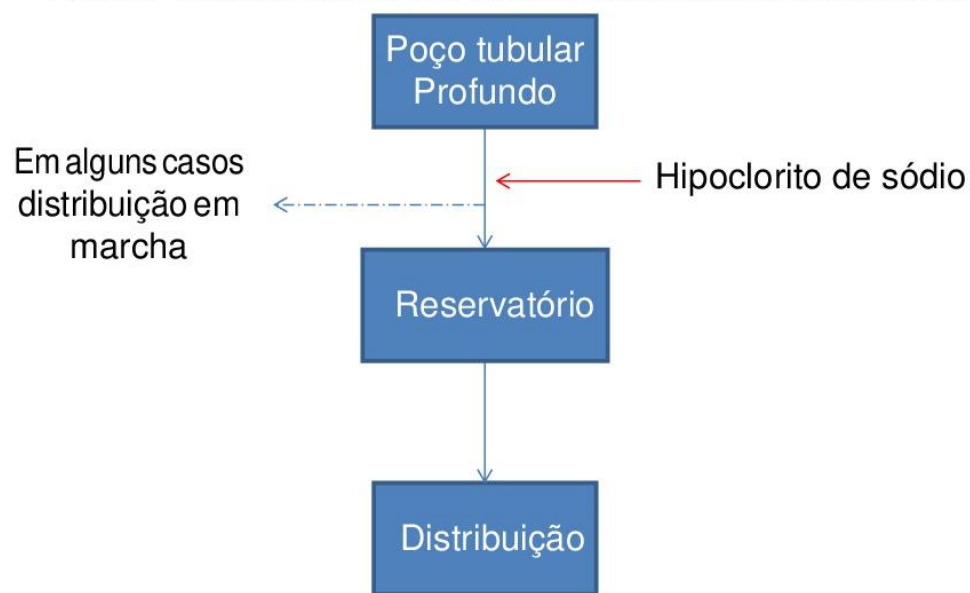 Poço tubular
Profundo
Em alguns casos
distribuição em
marcha
Hipoclorito de sódio
Reservatório
Distribuição